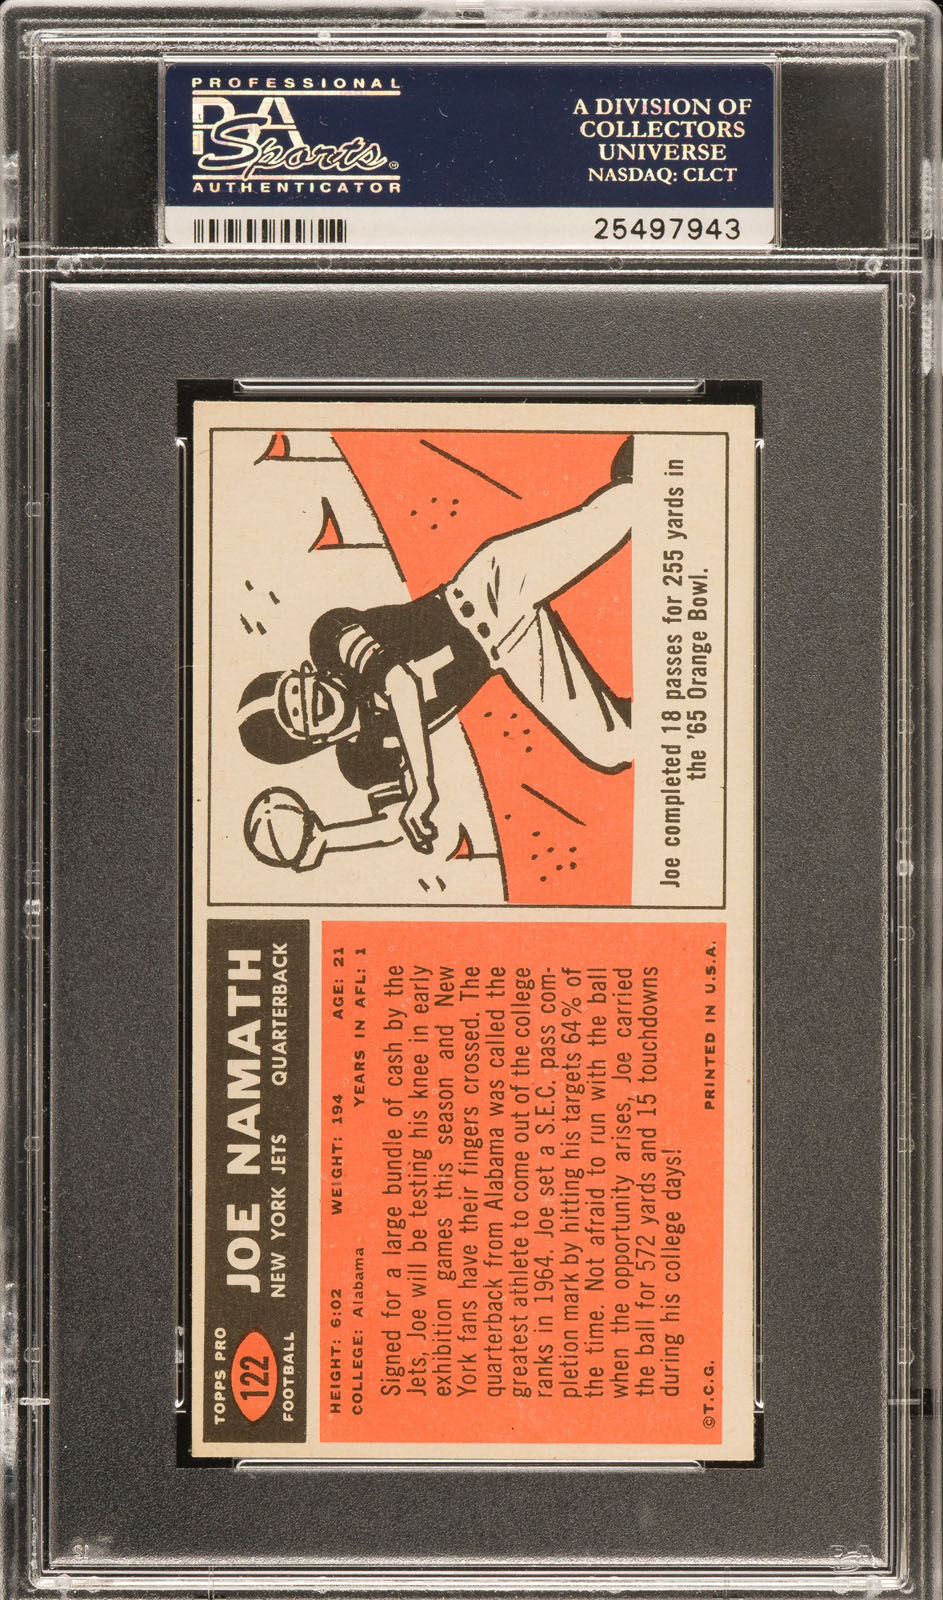 PROFESSIONAL
PSA
Sports
AUTHENTICATOR
A DIVISION OF
COLLECTORS
UNIVERSE
NASDAQ: CLCT
25497943
TOPPS PRO
122
FOOTBALL
JOE NAMATH
NEW YORK JETS QUARTERBACK
HEIGHT: 6:02 WEIGHT: 194 AGE: 21
COLLEGE: Alabama YEARS IN AFL: 1
Signed for a large bundle of cash by the
Jets, Joe will be testing his knee in early
exhibition games this season and New
York fans have their fingers crossed. The
quarterback from Alabama was called the
greatest athlete to come out of the college
ranks in 1964. Joe set a S.E.C. pass com-
pletion mark by hitting his targets 64% of
the time. Not afraid to run with the ball
when the opportunity arises, Joe carried
the ball for 572 yards and 15 touchdowns
during his college days!
©T.C.G. PRINTED IN U.S.A.
Joe completed 18 passes for 255 yards in
the '65 Orange Bowl.